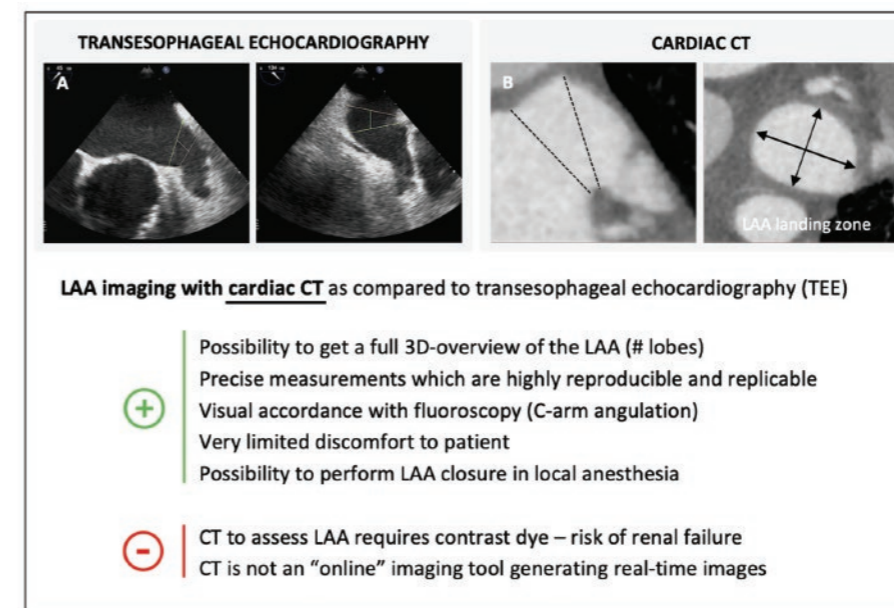 TRANSESOPHAGEAL ECHOCARDIOGRAPHY
CARDIAC CT
A
B
LAA landing zone
LAA imaging with cardiac CT as compared to transesophageal echocardiography (TEE)
+
Possibility to get a full 3D-overview of the LAA (# lobes)
Precise measurements which are highly reproducible and replicable
Visual accordance with fluoroscopy (C-arm angulation)
Very limited discomfort to patient
Possibility to perform LAA closure in local anesthesia
-
CT to assess LAA requires contrast dye – risk of renal failure
CT is not an “online” imaging tool generating real-time images